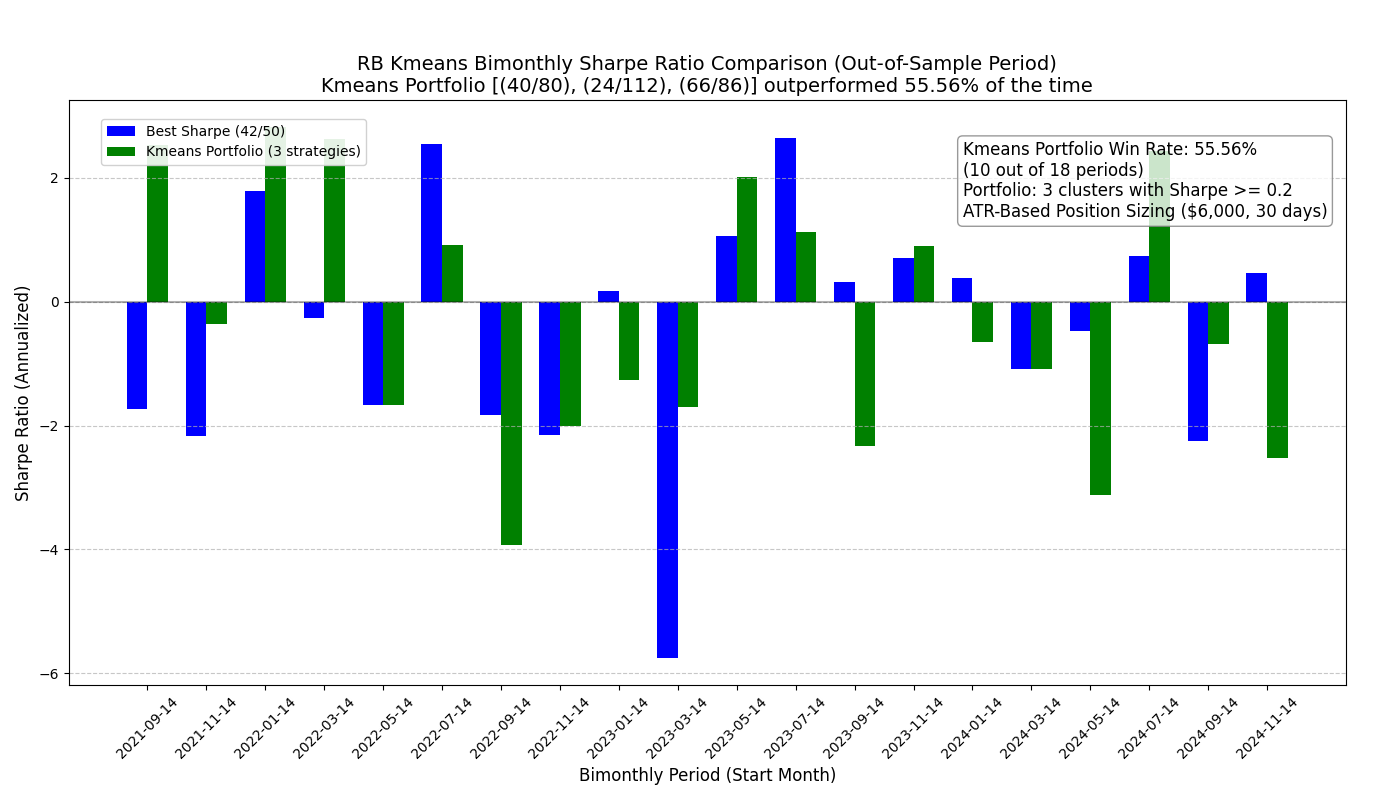 RB Kmeans Bimonthly Sharpe Ratio Comparison (Out-of-Sample Period)
Kmeans Portfolio [(40/80), (24/112), (66/86)] outperformed 55.56% of the time
Best Sharpe (42/50)
Kmeans Portfolio (3 strategies)
Kmeans Portfolio Win Rate: 55.56%
(10 out of 18 periods)
Portfolio: 3 clusters with Sharpe >= 0.2
ATR-Based Position Sizing ($6,000, 30 days)
Sharpe Ratio (Annualized)
2
0
−2
−4
−6
2021-09-14
2021-11-14
2022-01-14
2022-03-14
2022-05-14
2022-07-14
2022-09-14
2022-11-14
2023-01-14
2023-03-14
2023-05-14
2023-07-14
2023-09-14
2023-11-14
2024-01-14
2024-03-14
2024-05-14
2024-07-14
2024-09-14
2024-11-14
Bimonthly Period (Start Month)